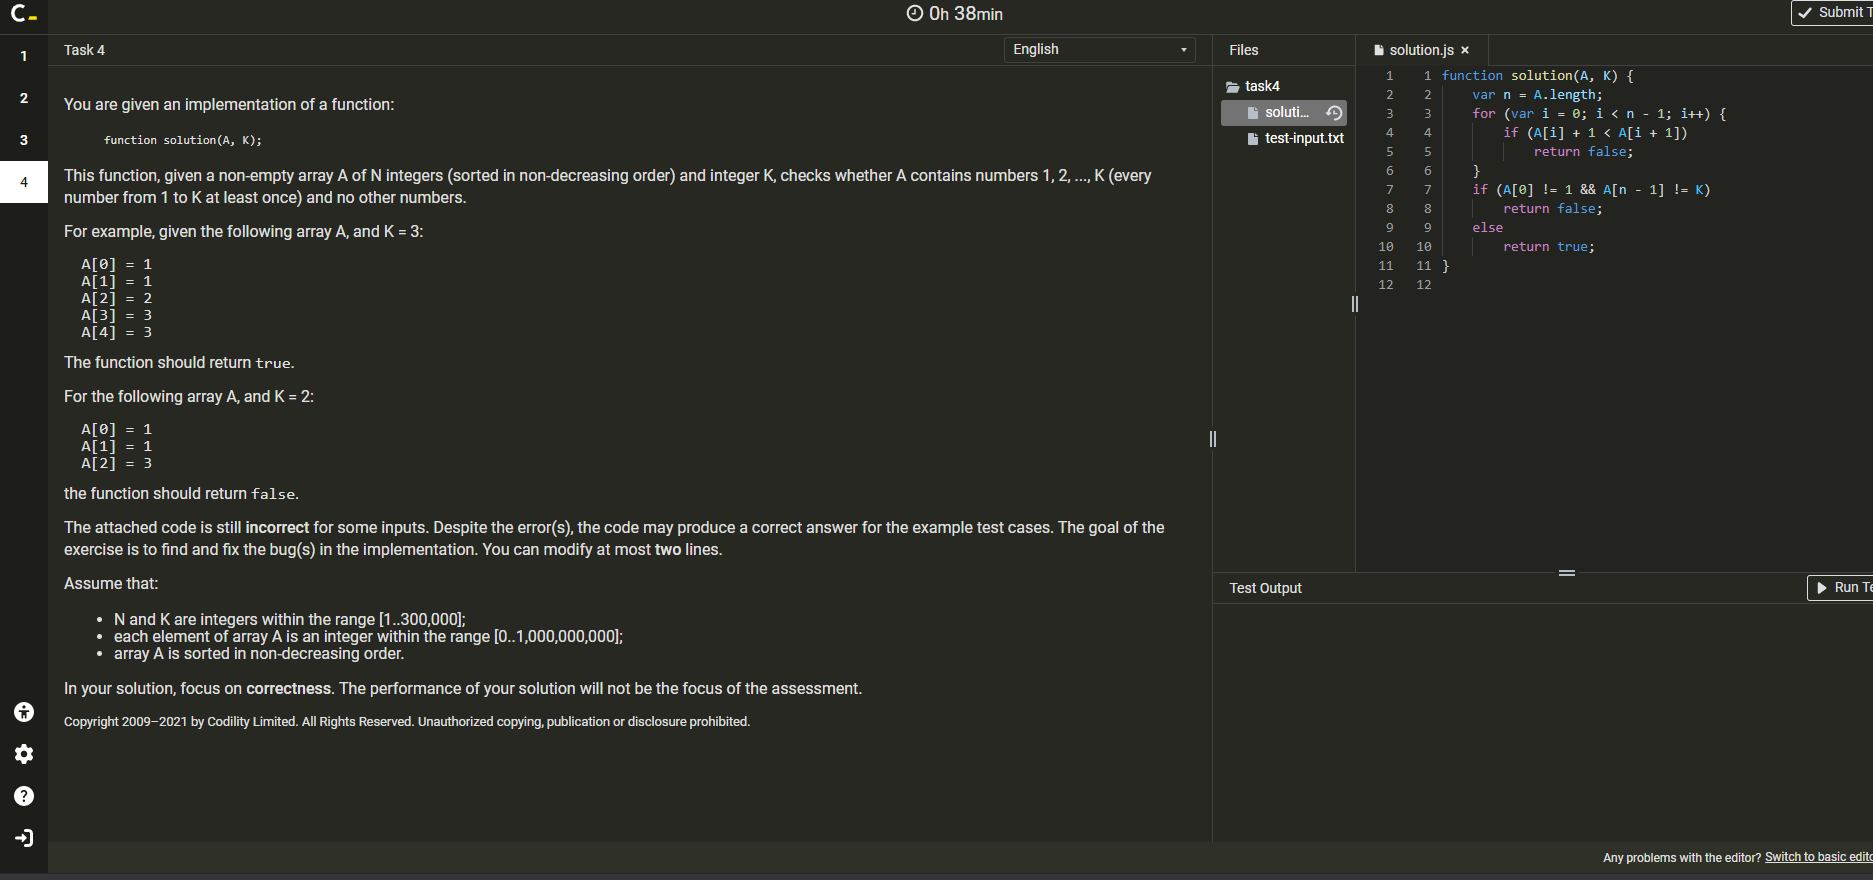 C_
0h 38min
Submit T
1
2
3
4
Task 4
English
You are given an implementation of a function:
function solution(A, K);
This function, given a non-empty array A of N integers (sorted in non-decreasing order) and integer K, checks whether A contains numbers 1, 2, ..., K (every
number from 1 to K at least once) and no other numbers.
For example, given the following array A, and K = 3:
A[0] = 1
A[1] = 1
A[2] = 2
A[3] = 3
A[4] = 3
The function should return true.
For the following array A, and K = 2:
A[0] = 1
A[1] = 1
A[2] = 3
the function should return false.
The attached code is still incorrect for some inputs. Despite the error(s), the code may produce a correct answer for the example test cases. The goal of the
exercise is to find and fix the bug(s) in the implementation. You can modify at most two lines.
Assume that:
• N and K are integers within the range [1..300,000];
• each element of array A is an integer within the range [0..1,000,000,000];
• array A is sorted in non-decreasing order.
In your solution, focus on correctness. The performance of your solution will not be the focus of the assessment.
Copyright 2009–2021 by Codility Limited. All Rights Reserved. Unauthorized copying, publication or disclosure prohibited.
Files
task4
soluti...
test-input.txt
solution.js ×
1 1 function solution(A, K) {
2 2 var n = A.length;
3 3 for (var i = 0; i < n - 1; i++) {
4 4 if (A[i] + 1 < A[i + 1])
5 5 return false;
6 6 }
7 7 if (A[0] != 1 && A[n - 1] != K)
8 8 return false;
9 9 else
10 10 return true;
11 11 }
12 12
Test Output
Run Te
Any problems with the editor? Switch to basic edito